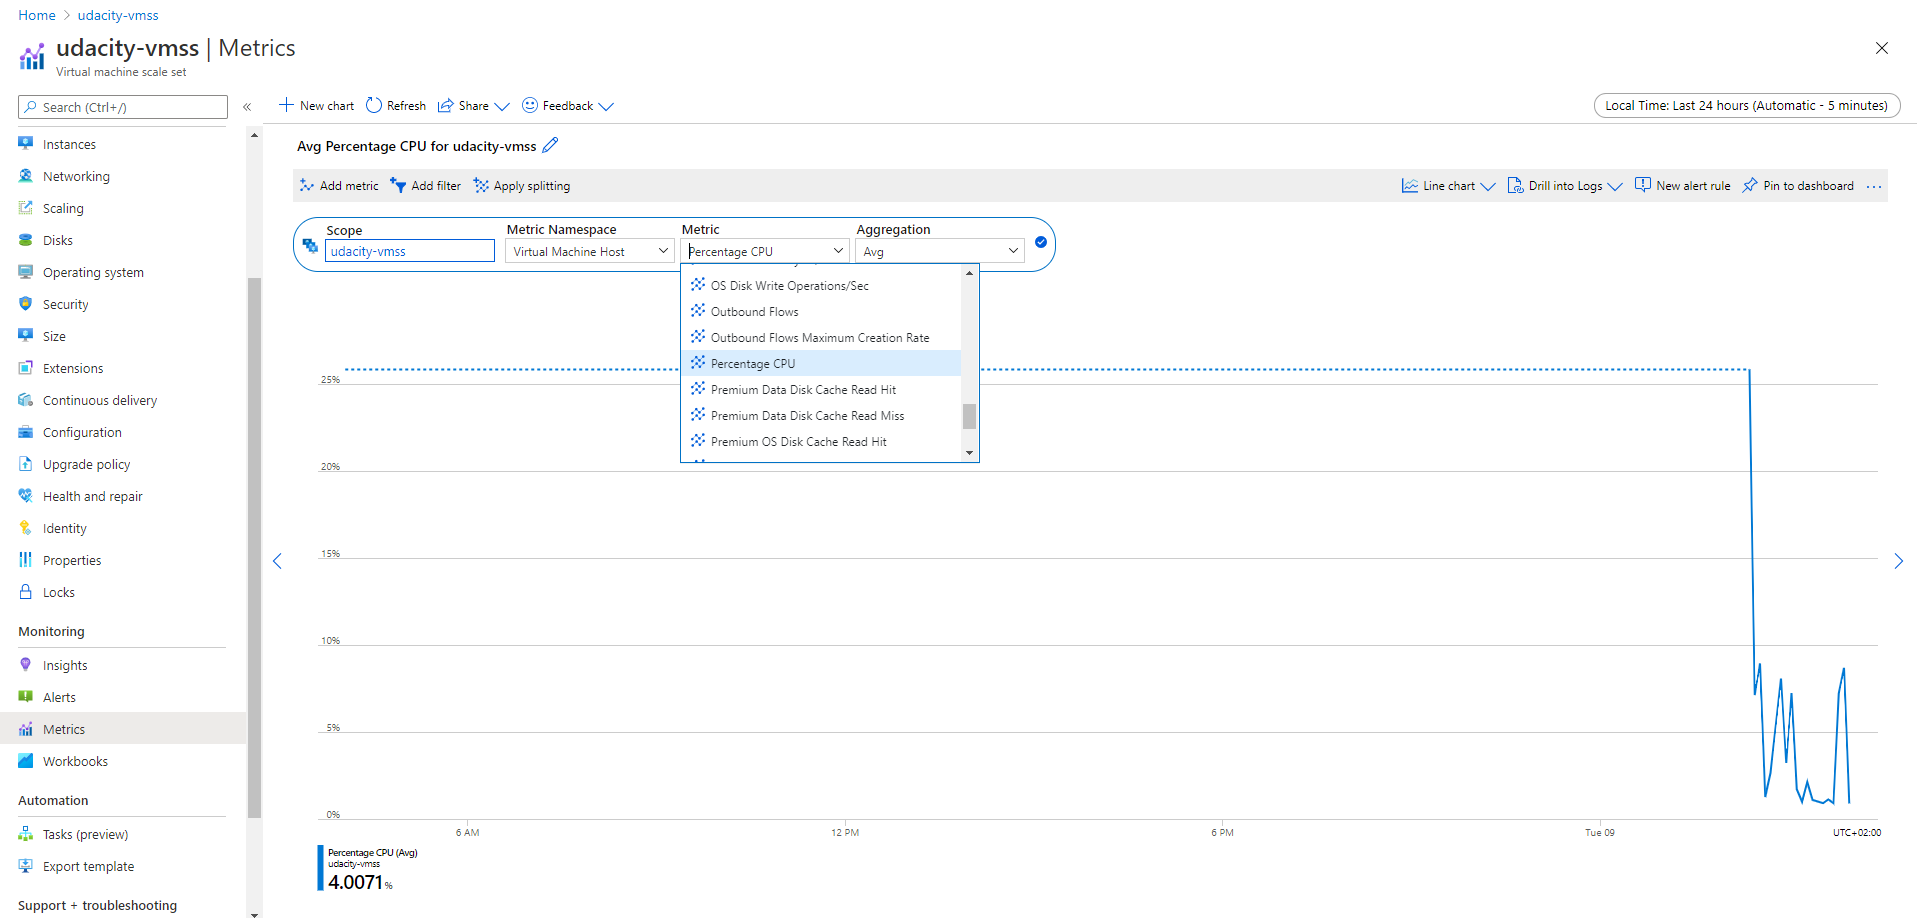 Home > udacity-vmss
udacity-vmss | Metrics
Virtual machine scale set
Search (Ctrl+/)
«
New chart Refresh Share Feedback
Local Time: Last 24 hours (Automatic - 5 minutes)
Instances
Networking
Scaling
Disks
Operating system
Security
Size
Extensions
Continuous delivery
Configuration
Upgrade policy
Health and repair
Identity
Properties
Locks
Monitoring
Insights
Alerts
Metrics
Workbooks
Automation
Tasks (preview)
Export template
Support + troubleshooting
Avg Percentage CPU for udacity-vmss
Add metric Add filter Apply splitting
Line chart Drill into Logs New alert rule Pin to dashboard ...
Scope Metric Namespace Metric Aggregation
udacity-vmss Virtual Machine Host Percentage CPU Avg
OS Disk Write Operations/Sec
Outbound Flows
Outbound Flows Maximum Creation Rate
Percentage CPU
Premium Data Disk Cache Read Hit
Premium Data Disk Cache Read Miss
Premium OS Disk Cache Read Hit
25%
20%
15%
10%
5%
0%
6 AM 12 PM 6 PM Tue 09 UTC+02:00
Percentage CPU (Avg)
udacity-vmss
4.0071 %